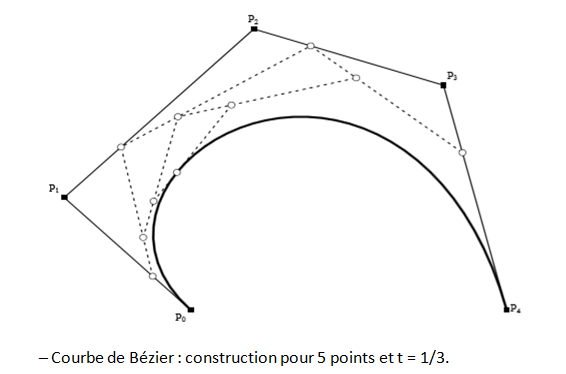 P₂
P₃
P₁
P₀
P₄
– Courbe de Bézier : construction pour 5 points et t = 1/3.